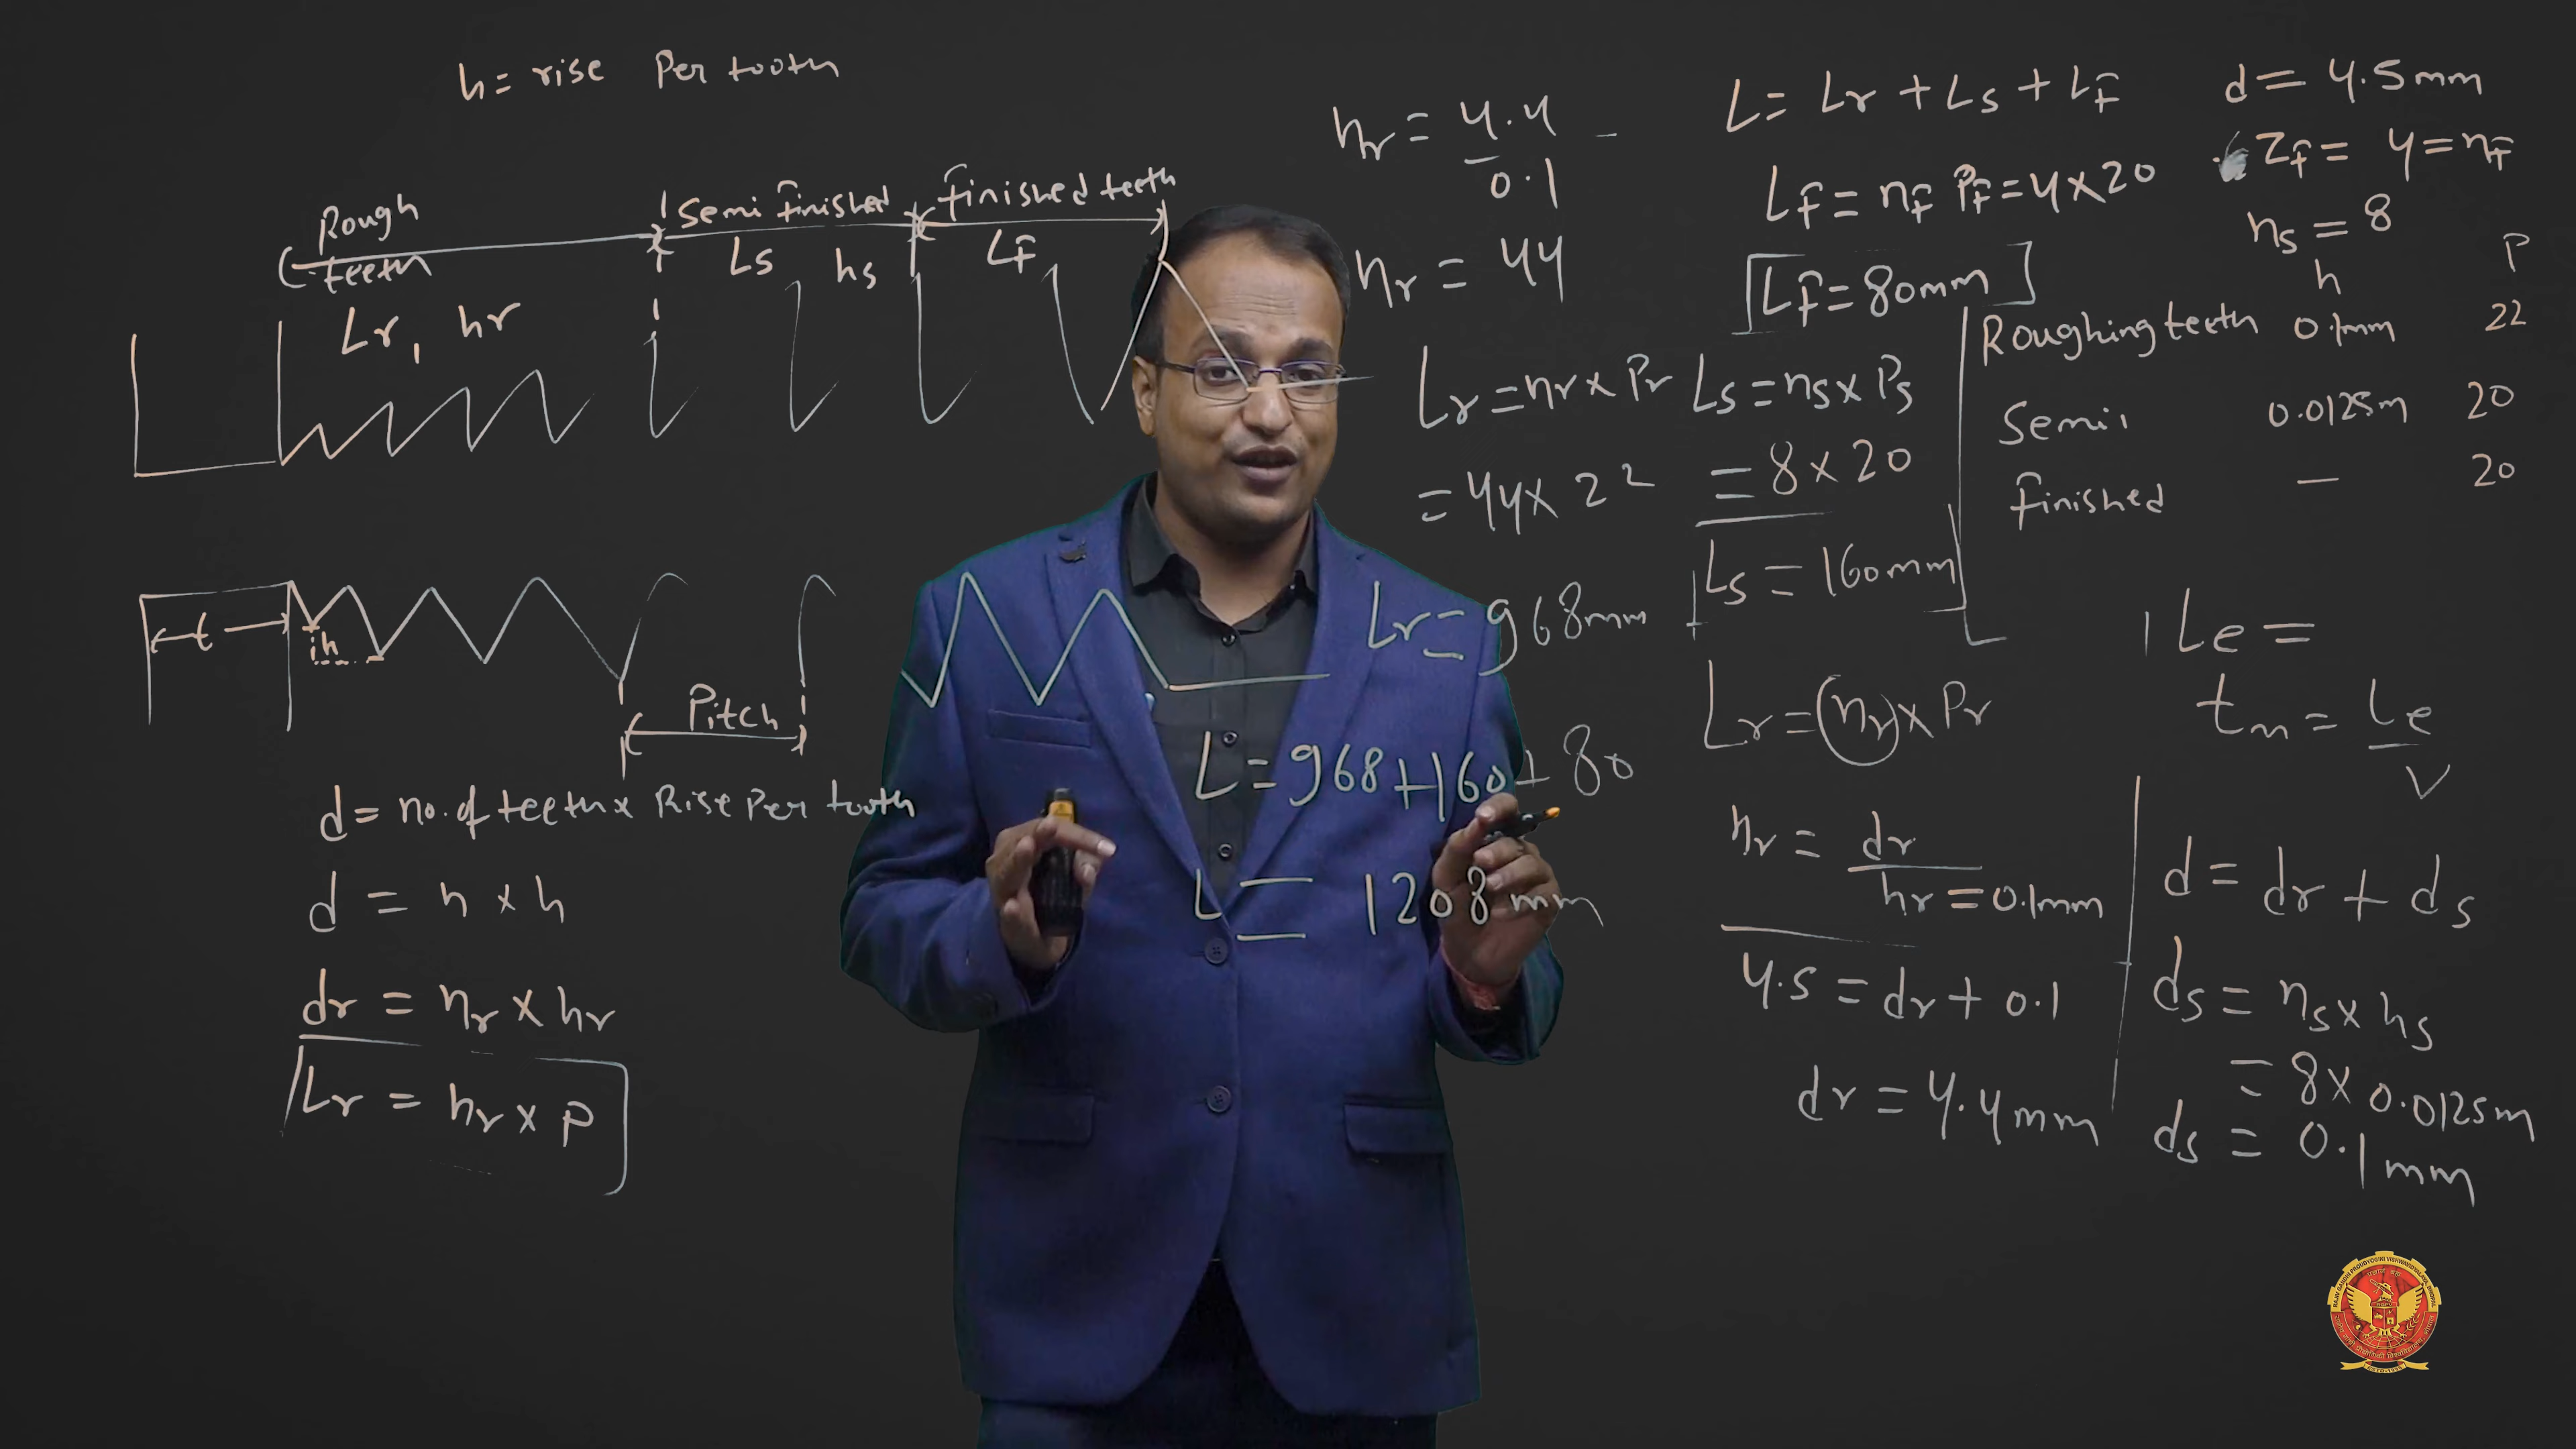 h = rise Per tooth
Rough teeth
Lr, hr
Semi finished
Ls hs
finished teeth
Lf
t
h
Pitch
d = no. of teeth x Rise Per tooth
d = n x h
dr = nr x hr
Lr = hr x P
nr = 4.4 / 0.1
nr = 44
Lr = nr x Pr
= 44 x 22
Lr = 968mm
L = 968 + 160 + 80
L = 1208 mm
L = Lr + Ls + Lf
Lf = nf Pf = 4 x 20
Lf = 80mm
Ls = ns x Ps
= 8 x 20
Ls = 160mm
Lr = nr x Pr
nr = dr / hr = 0.1mm
4.5 = dr + 0.1
dr = 4.4mm
d = 4.5mm
Zf = 4 = nf
ns = 8
h P
Roughing teeth 0.1mm 22
Semi 0.0125m 20
finished — 20
Le =
tm = Le / V
d = dr + ds
ds = ns x hs
= 8 x 0.0125m
ds = 0.1mm